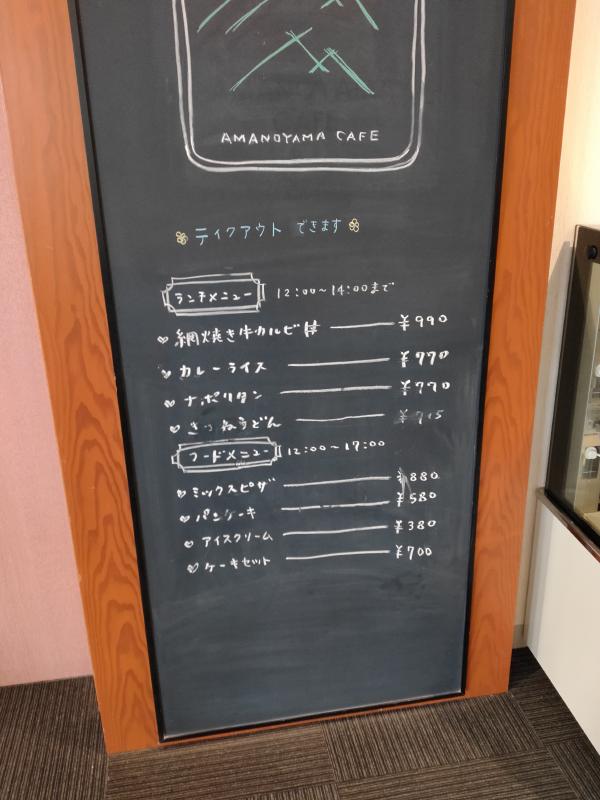 AMANOYAMA CAFE
テイクアウト できます
ランチメニュー 12:00~14:00まで
網焼き牛カルビ丼 ¥990
カレーライス ¥770
ナポリタン ¥770
きつねうどん ¥715
フードメニュー 12:00~17:00
ミックスピザ ¥880
パンケーキ ¥580
アイスクリーム ¥380
ケーキセット ¥700